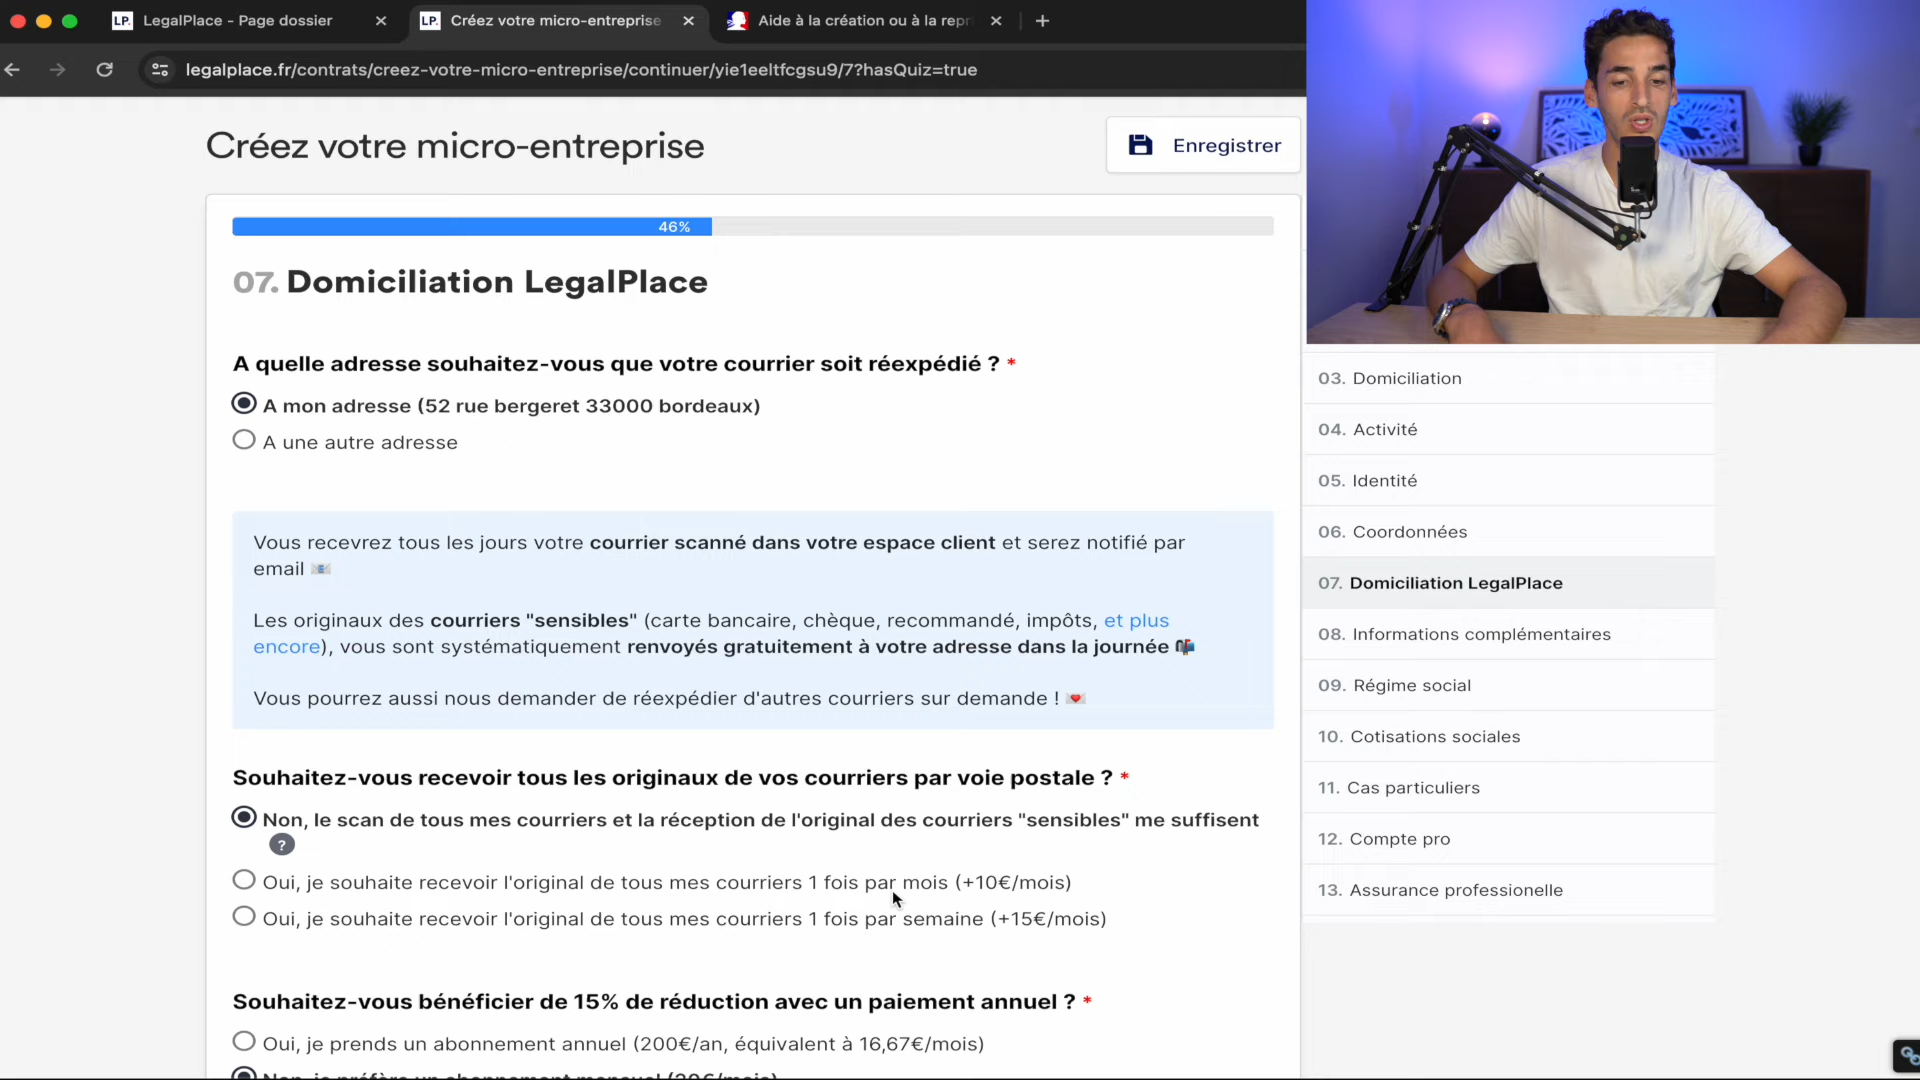 LP. LegalPlace - Page dossier
LP. Créez votre micro-entreprise
Aide à la création ou à la repr
legalplace.fr/contrats/creez-votre-micro-entreprise/continuer/yie1eeltfcgsu9/7?hasQuiz=true
Créez votre micro-entreprise
Enregistrer
46%
07. Domiciliation LegalPlace
A quelle adresse souhaitez-vous que votre courrier soit réexpédié ? *
A mon adresse (52 rue bergeret 33000 bordeaux)
A une autre adresse
Vous recevrez tous les jours votre courrier scanné dans votre espace client et serez notifié par
email
Les originaux des courriers "sensibles" (carte bancaire, chèque, recommandé, impôts, et plus
encore), vous sont systématiquement renvoyés gratuitement à votre adresse dans la journée
Vous pourrez aussi nous demander de réexpédier d'autres courriers sur demande !
Souhaitez-vous recevoir tous les originaux de vos courriers par voie postale ? *
Non, le scan de tous mes courriers et la réception de l'original des courriers "sensibles" me suffisent
?
Oui, je souhaite recevoir l'original de tous mes courriers 1 fois par mois (+10€/mois)
Oui, je souhaite recevoir l'original de tous mes courriers 1 fois par semaine (+15€/mois)
Souhaitez-vous bénéficier de 15% de réduction avec un paiement annuel ? *
Oui, je prends un abonnement annuel (200€/an, équivalent à 16,67€/mois)
Non, je préfère un abonnement mensuel (20€/mois)
03. Domiciliation
04. Activité
05. Identité
06. Coordonnées
07. Domiciliation LegalPlace
08. Informations complémentaires
09. Régime social
10. Cotisations sociales
11. Cas particuliers
12. Compte pro
13. Assurance professionelle